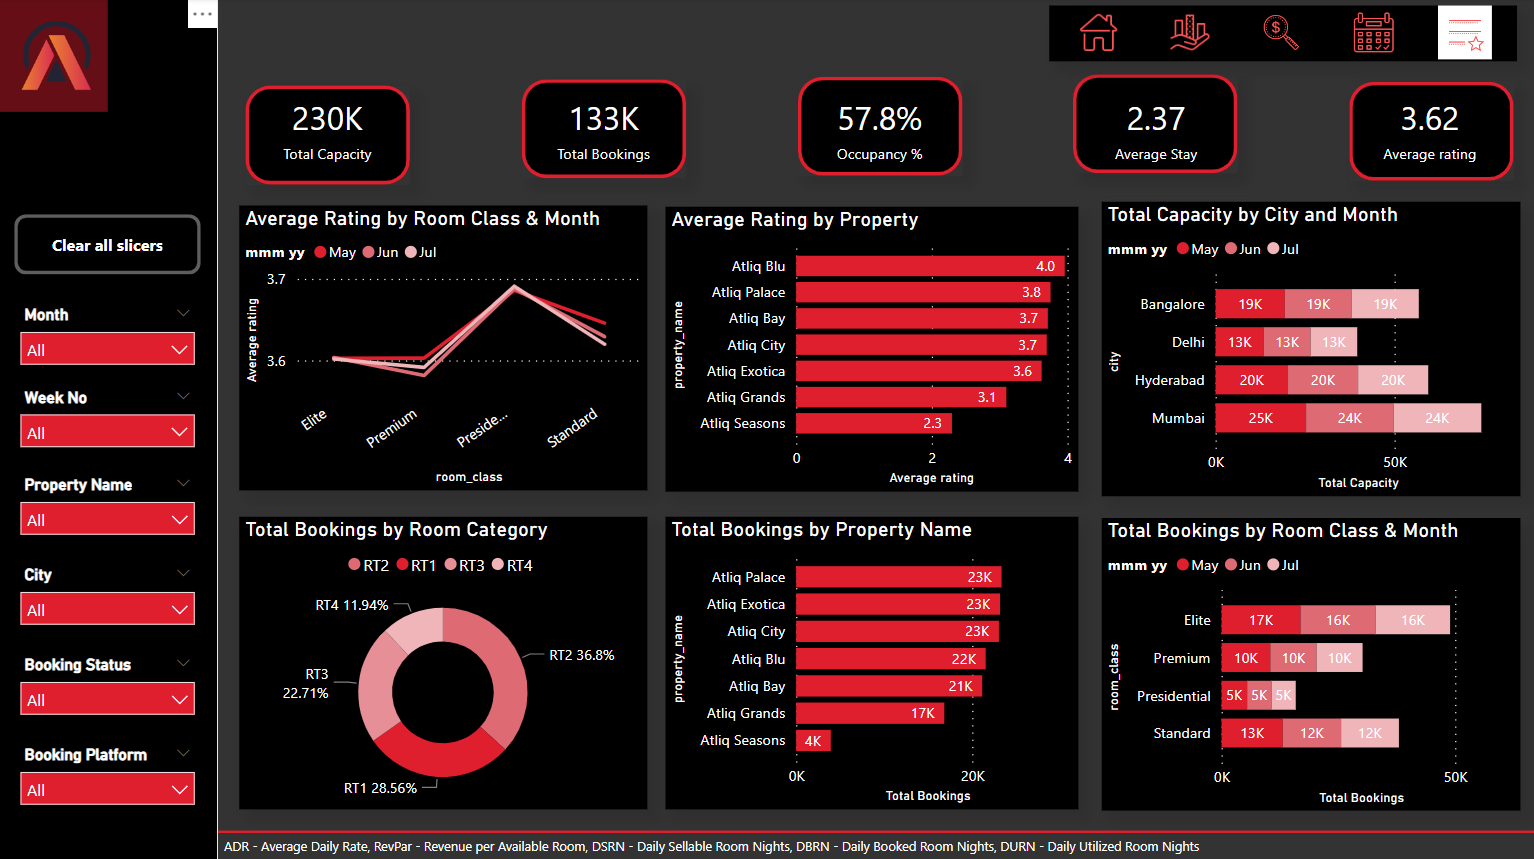 230K
Total Capacity
133K
Total Bookings
57.8%
Occupancy %
2.37
Average Stay
3.62
Average rating
Clear all slicers
Month
All
Week No
All
Property Name
All
City
All
Booking Status
All
Booking Platform
All
Average Rating by Room Class & Month
mmm yy May Jun Jul
3.7
3.6
Average rating
Elite
Premium
Preside...
Standard
room_class
Average Rating by Property
property_name
Atliq Blu 4.0
Atliq Palace 3.8
Atliq Bay 3.7
Atliq City 3.7
Atliq Exotica 3.6
Atliq Grands 3.1
Atliq Seasons 2.3
0 2 4
Average rating
Total Capacity by City and Month
mmm yy May Jun Jul
city
Bangalore 19K 19K 19K
Delhi 13K 13K 13K
Hyderabad 20K 20K 20K
Mumbai 25K 24K 24K
0K 50K
Total Capacity
Total Bookings by Room Category
RT2 RT1 RT3 RT4
RT4 11.94%
RT2 36.8%
RT3
22.71%
RT1 28.56%
Total Bookings by Property Name
property_name
Atliq Palace 23K
Atliq Exotica 23K
Atliq City 23K
Atliq Blu 22K
Atliq Bay 21K
Atliq Grands 17K
Atliq Seasons 4K
0K 20K
Total Bookings
Total Bookings by Room Class & Month
mmm yy May Jun Jul
room_class
Elite 17K 16K 16K
Premium 10K 10K 10K
Presidential 5K 5K 5K
Standard 13K 12K 12K
0K 50K
Total Bookings
ADR - Average Daily Rate, RevPar - Revenue per Available Room, DSRN - Daily Sellable Room Nights, DBRN - Daily Booked Room Nights, DURN - Daily Utilized Room Nights